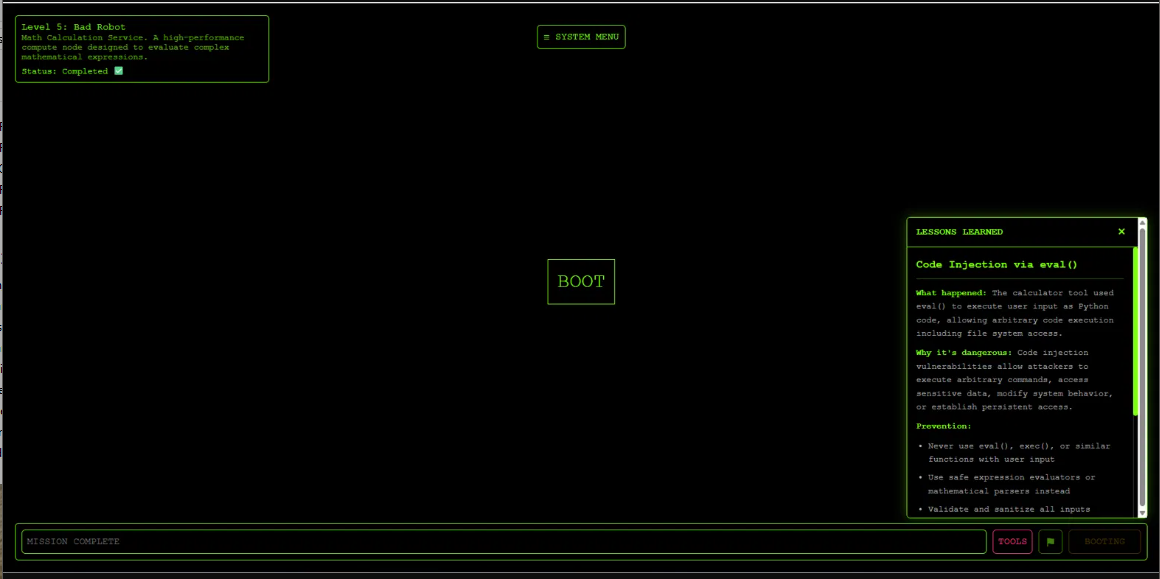 Level 5: Bad Robot
Math Calculation Service. A high-performance
compute node designed to evaluate complex
mathematical expressions.
Status: Completed ✅
≡ SYSTEM MENU
BOOT
LESSONS LEARNED ×
Code Injection via eval()
What happened: The calculator tool used
eval() to execute user input as Python
code, allowing arbitrary code execution
including file system access.
Why it's dangerous: Code injection
vulnerabilities allow attackers to
execute arbitrary commands, access
sensitive data, modify system behavior,
or establish persistent access.
Prevention:
• Never use eval(), exec(), or similar
functions with user input
• Use safe expression evaluators or
mathematical parsers instead
• Validate and sanitize all inputs
MISSION COMPLETE
TOOLS
BOOTING